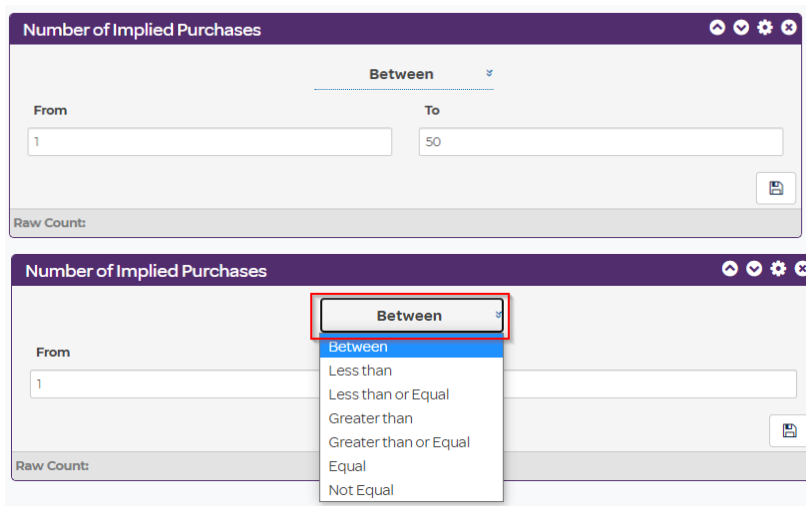 Number of Implied Purchases
Between
From To
1 50
Raw Count:
Number of Implied Purchases
Between
Between
From
Less than
1
Less than or Equal
Greater than
Greater than or Equal
Raw Count:
Equal
Not Equal